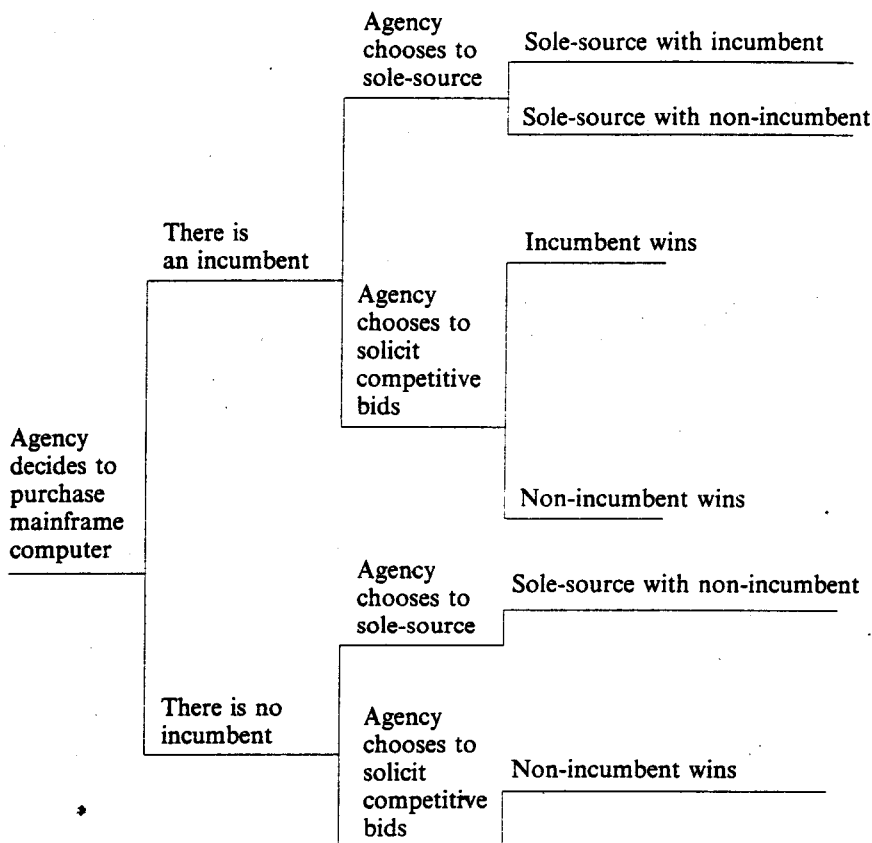 Agency
chooses to
sole-source
Sole-source with incumbent
Sole-source with non-incumbent
There is
an incumbent
Incumbent wins
Agency
chooses to
solicit
competitive
bids
Non-incumbent wins
Agency
decides to
purchase
mainframe
computer
Agency
chooses to
sole-source
Sole-source with non-incumbent
There is no
incumbent
Agency
chooses to
solicit
competitive
bids
Non-incumbent wins